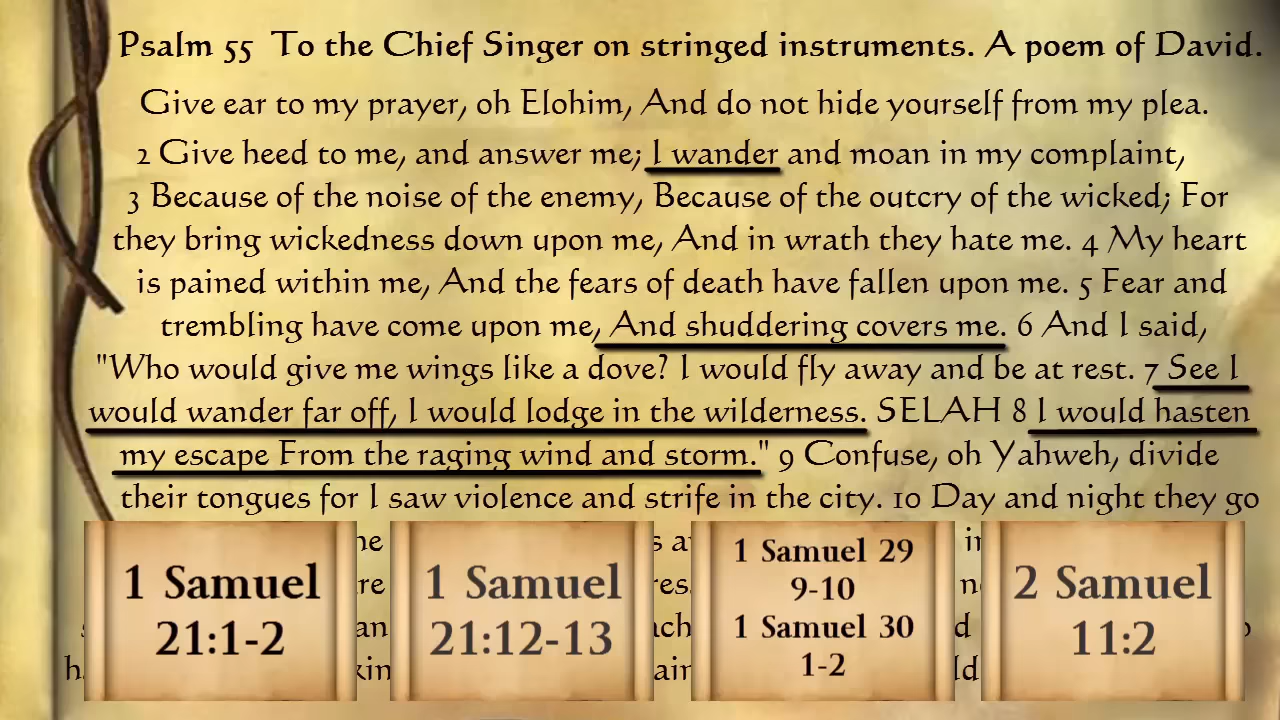 Psalm 55 To the Chief Singer on stringed instruments. A poem of David.
Give ear to my prayer, oh Elohim, And do not hide yourself from my plea.
2 Give heed to me, and answer me; I wander and moan in my complaint,
3 Because of the noise of the enemy, Because of the outcry of the wicked; For
they bring wickedness down upon me, And in wrath they hate me. 4 My heart
is pained within me, And the fears of death have fallen upon me. 5 Fear and
trembling have come upon me, And shuddering covers me. 6 And I said,
"Who would give me wings like a dove? I would fly away and be at rest. 7 See I
would wander far off, I would lodge in the wilderness. SELAH 8 I would hasten
my escape From the raging wind and storm." 9 Confuse, oh Yahweh, divide
their tongues for I saw violence and strife in the city. 10 Day and night they go
1 Samuel
21:1-2
1 Samuel
21:12-13
1 Samuel 29
9-10
1 Samuel 30
1-2
2 Samuel
11:2